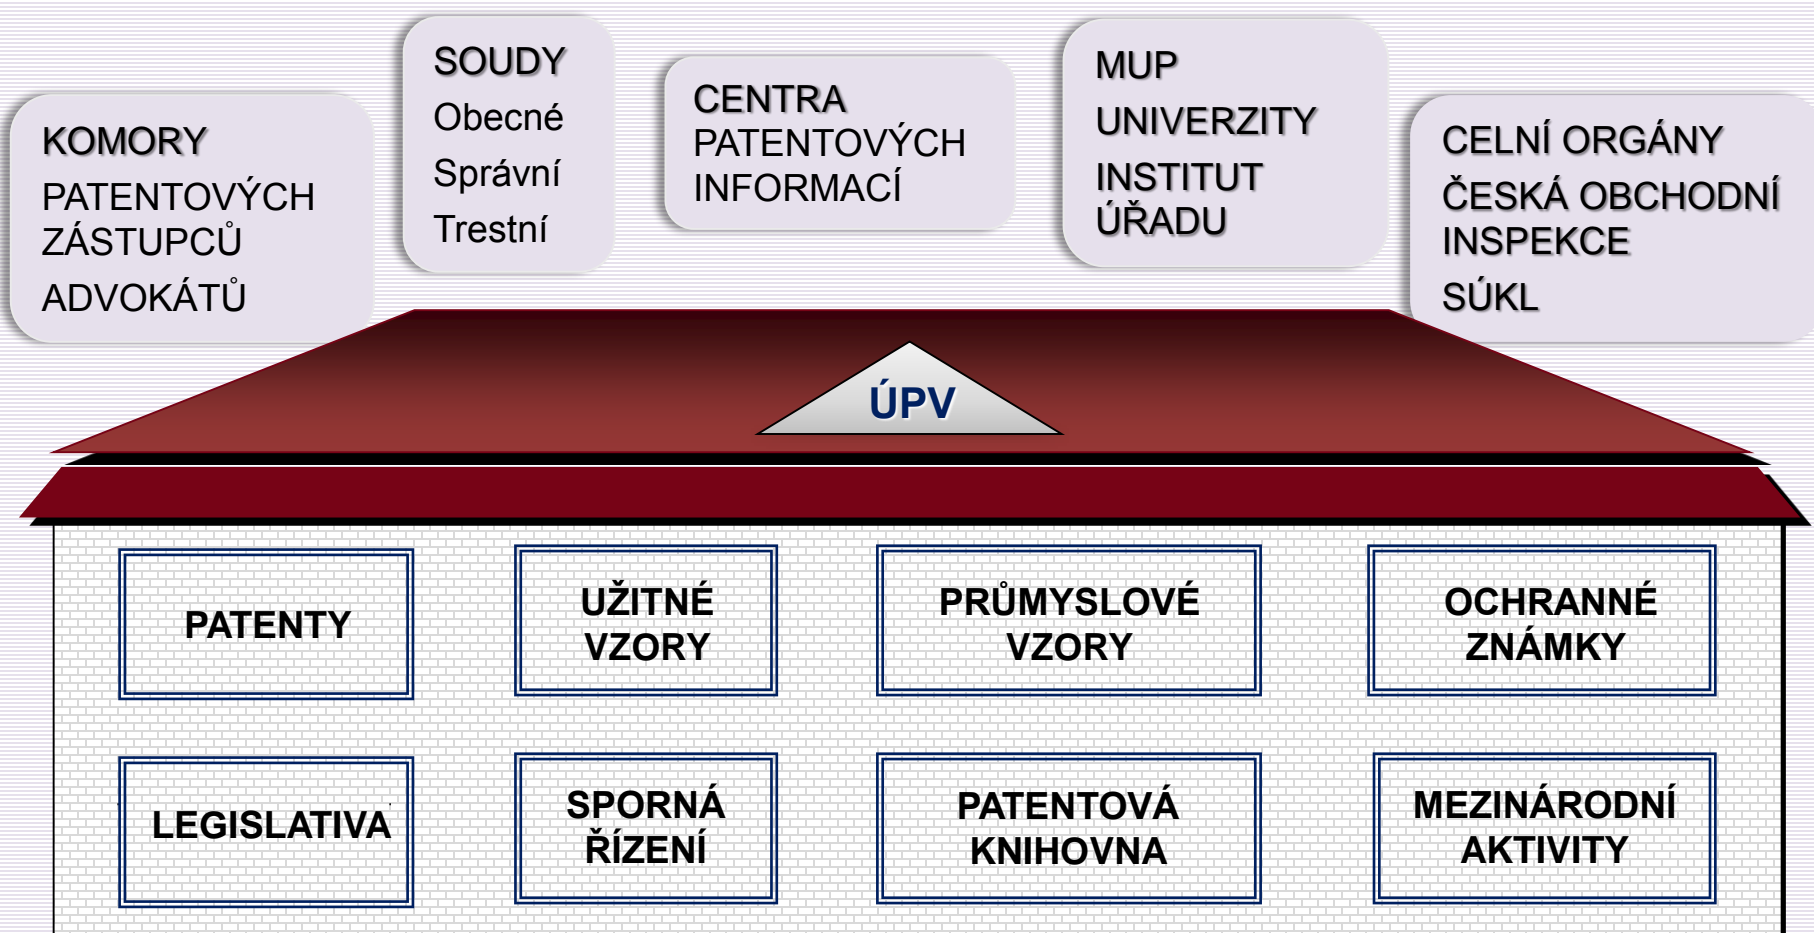 KOMORY
PATENTOVÝCH
ZÁSTUPCŮ
ADVOKÁTŮ
SOUDY
Obecné
Správní
Trestní
CENTRA
PATENTOVÝCH
INFORMACÍ
MUP
UNIVERZITY
INSTITUT
ÚŘADU
CELNÍ ORGÁNY
ČESKÁ OBCHODNÍ
INSPEKCE
SÚKL
ÚPV
PATENTY
UŽITNÉ
VZORY
PRŮMYSLOVÉ
VZORY
OCHRANNÉ
ZNÁMKY
LEGISLATIVA
SPORNÁ
ŘÍZENÍ
PATENTOVÁ
KNIHOVNA
MEZINÁRODNÍ
AKTIVITY